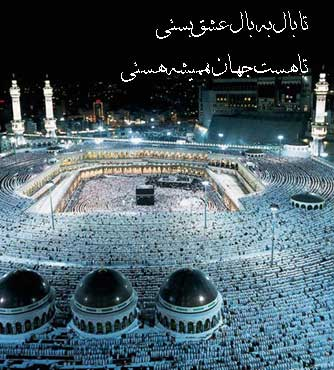 تا بال به بال عشق بستی
تا هست جهان همیشه هستی